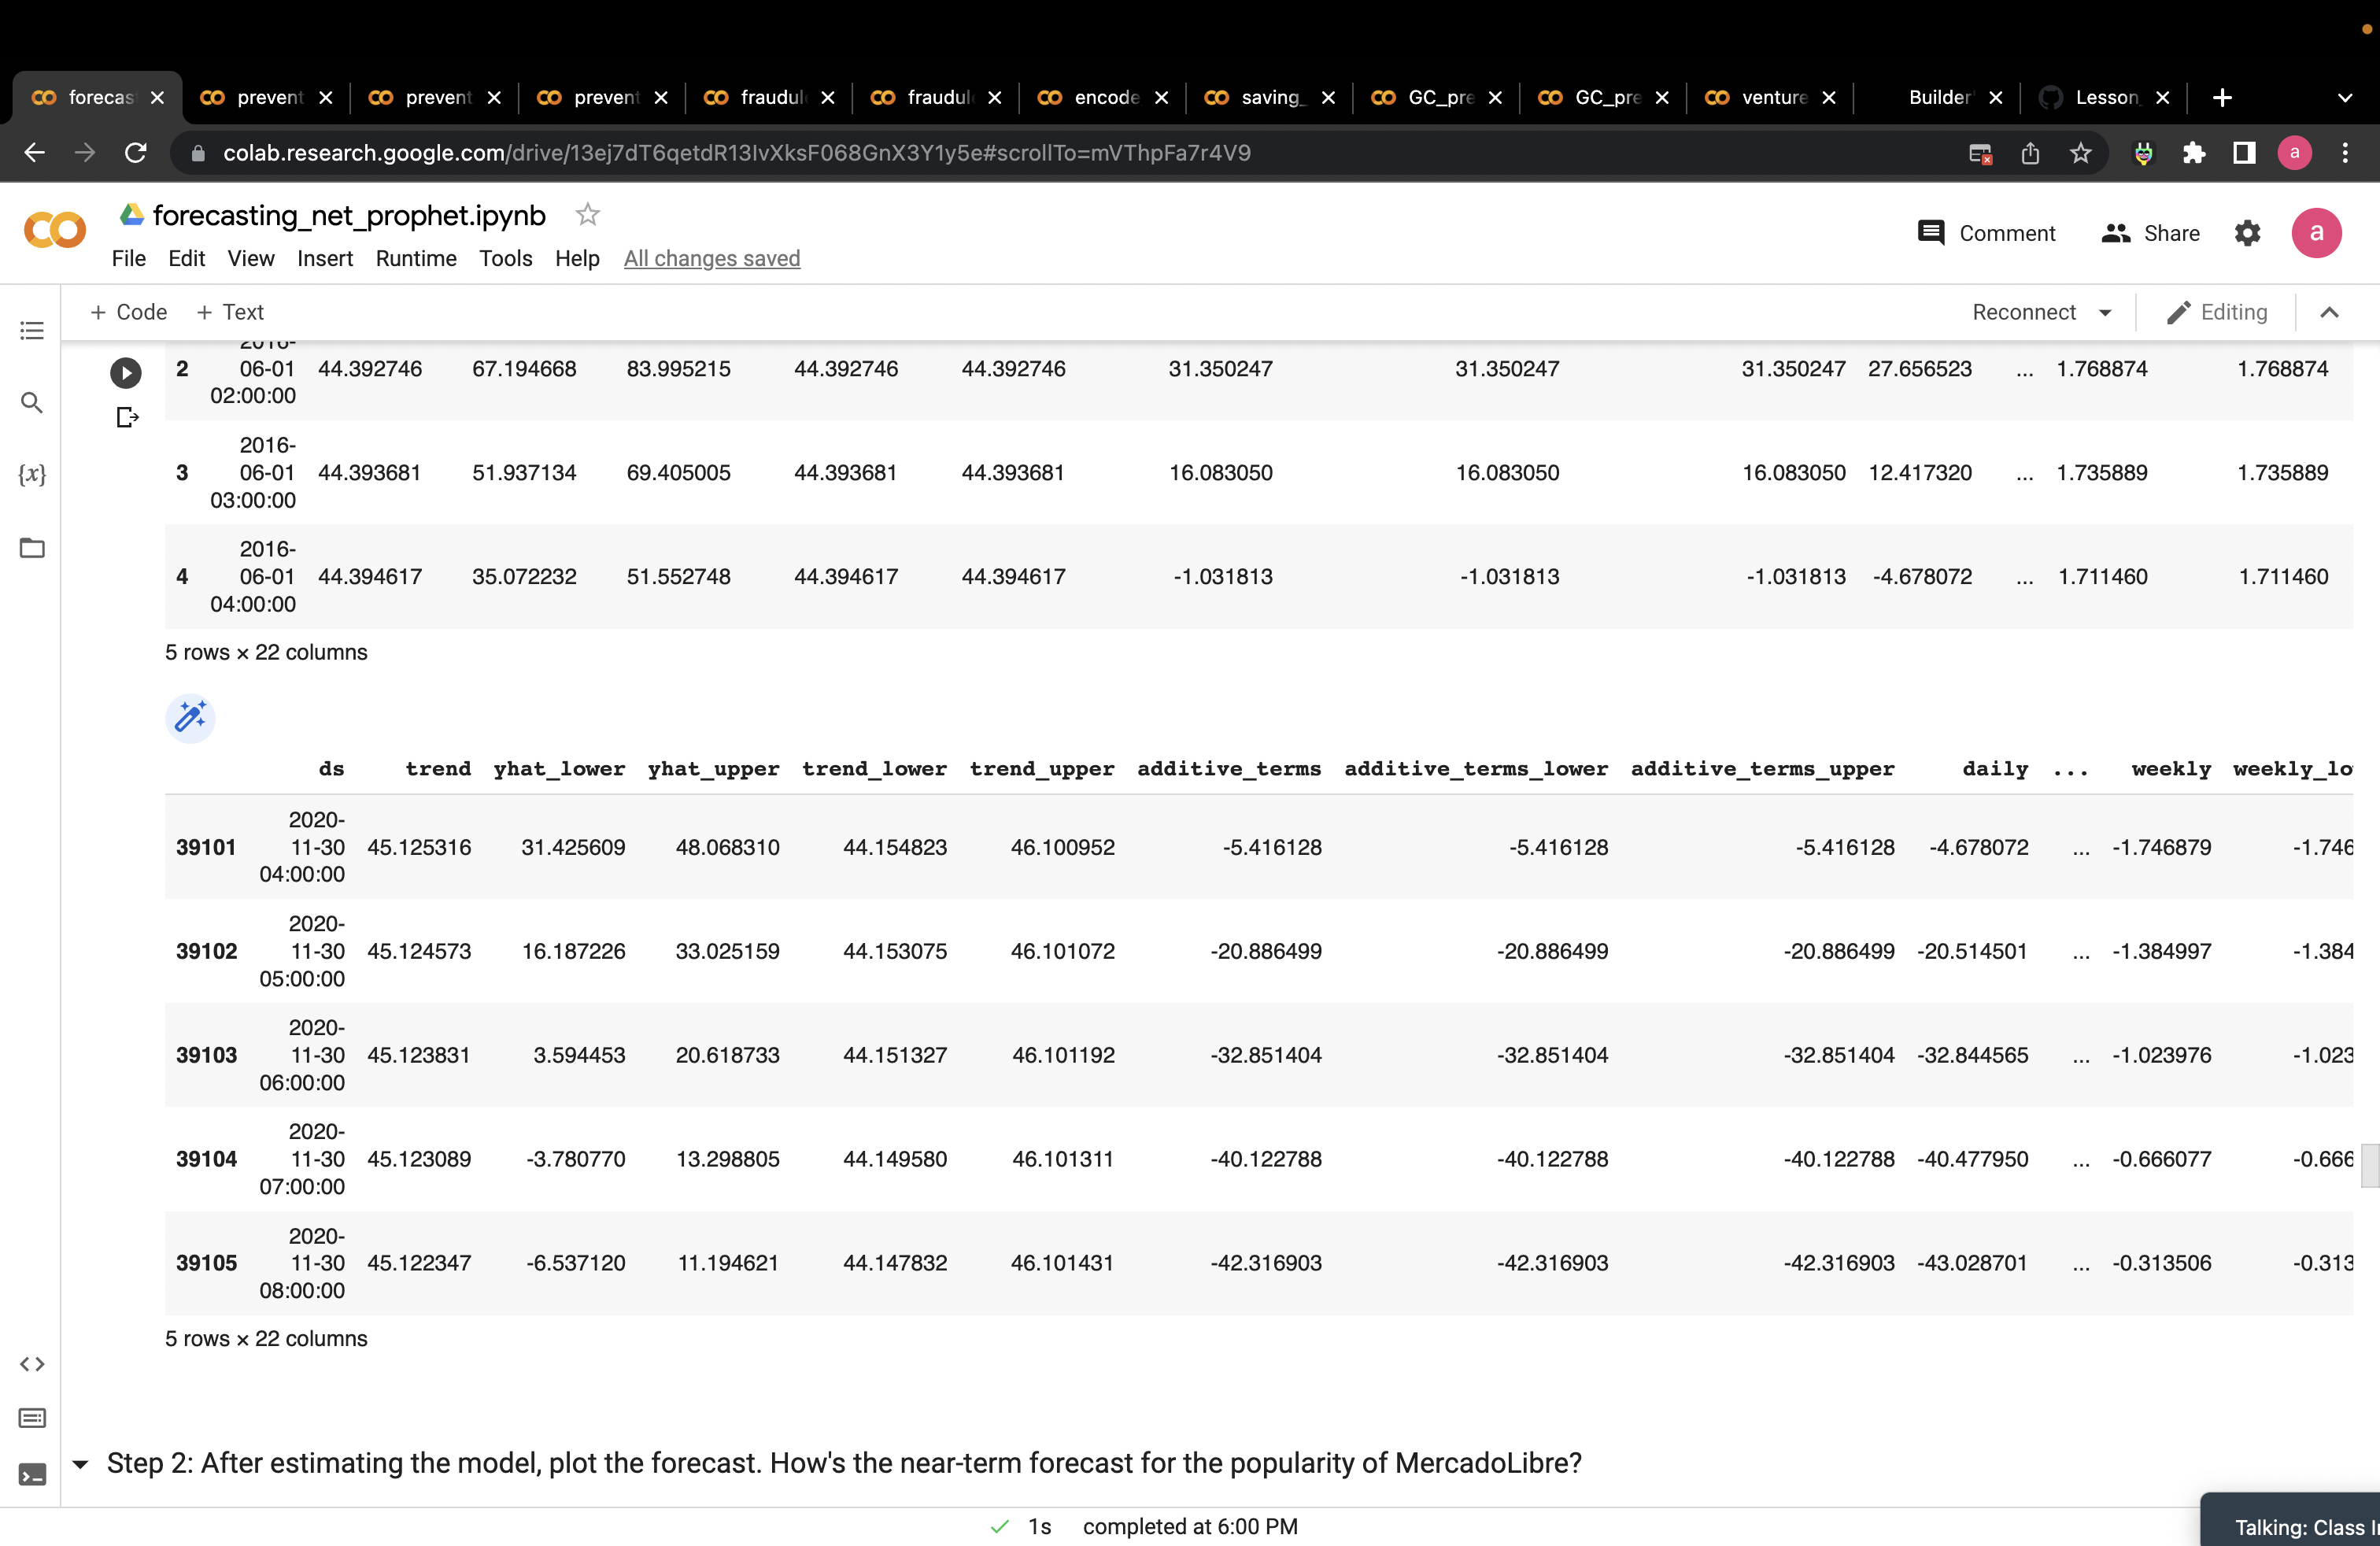 forecas
prevent
prevent
prevent
fraudul
fraudul
encode
saving_
GC_pre
GC_pre
venture
Builder'
Lesson_
colab.research.google.com/drive/13ej7dT6qetdR13IvXksF068GnX3Y1y5e#scrollTo=mVThpFa7r4V9
a
forecasting_net_prophet.ipynb
File Edit View Insert Runtime Tools Help All changes saved
Comment
Share
a
+ Code + Text
Reconnect
Editing
2 2016-06-01 02:00:00 44.392746 67.194668 83.995215 44.392746 44.392746 31.350247 31.350247 31.350247 27.656523 ... 1.768874 1.768874
3 2016-06-01 03:00:00 44.393681 51.937134 69.405005 44.393681 44.393681 16.083050 16.083050 16.083050 12.417320 ... 1.735889 1.735889
4 2016-06-01 04:00:00 44.394617 35.072232 51.552748 44.394617 44.394617 -1.031813 -1.031813 -1.031813 -4.678072 ... 1.711460 1.711460
5 rows × 22 columns
ds trend yhat_lower yhat_upper trend_lower trend_upper additive_terms additive_terms_lower additive_terms_upper daily ... weekly weekly_lo
39101 2020-11-30 04:00:00 45.125316 31.425609 48.068310 44.154823 46.100952 -5.416128 -5.416128 -5.416128 -4.678072 ... -1.746879 -1.746
39102 2020-11-30 05:00:00 45.124573 16.187226 33.025159 44.153075 46.101072 -20.886499 -20.886499 -20.886499 -20.514501 ... -1.384997 -1.384
39103 2020-11-30 06:00:00 45.123831 3.594453 20.618733 44.151327 46.101192 -32.851404 -32.851404 -32.851404 -32.844565 ... -1.023976 -1.023
39104 2020-11-30 07:00:00 45.123089 -3.780770 13.298805 44.149580 46.101311 -40.122788 -40.122788 -40.122788 -40.477950 ... -0.666077 -0.666
39105 2020-11-30 08:00:00 45.122347 -6.537120 11.194621 44.147832 46.101431 -42.316903 -42.316903 -42.316903 -43.028701 ... -0.313506 -0.313
5 rows × 22 columns
Step 2: After estimating the model, plot the forecast. How's the near-term forecast for the popularity of MercadoLibre?
1s completed at 6:00 PM
Talking: Class I